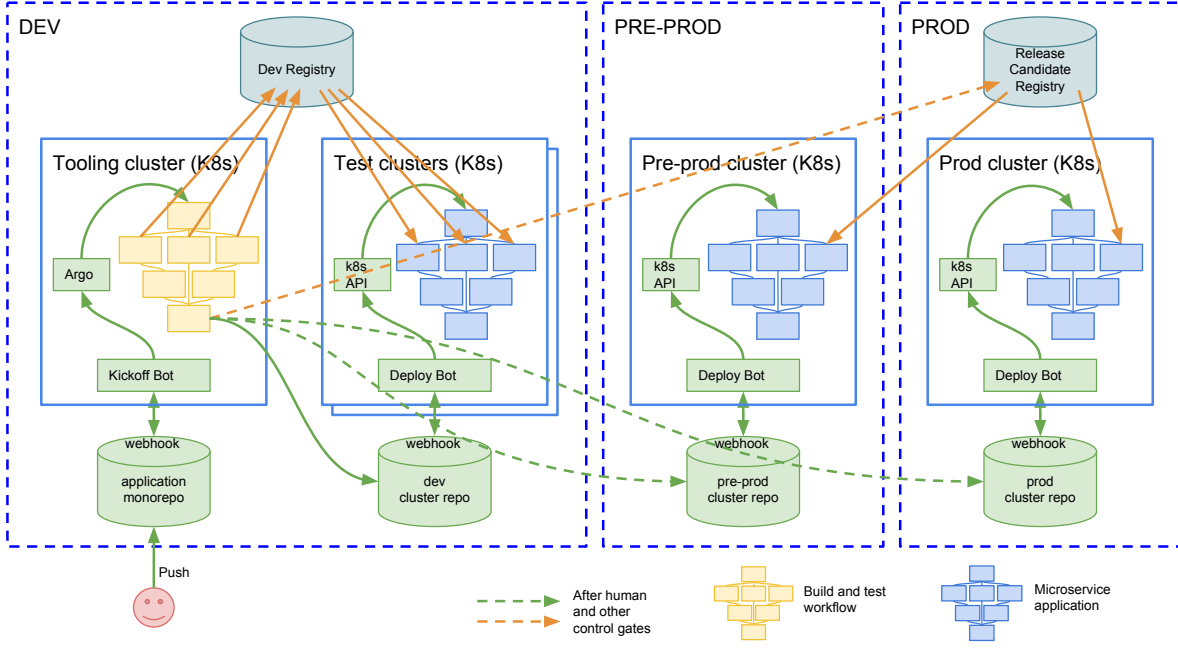 DEV
PRE-PROD
PROD
Dev Registry
Release
Candidate
Registry
Tooling cluster (K8s)
Test clusters (K8s)
Pre-prod cluster (K8s)
Prod cluster (K8s)
Argo
k8s
API
k8s
API
k8s
API
Kickoff Bot
Deploy Bot
Deploy Bot
Deploy Bot
webhook
webhook
webhook
webhook
application
monorepo
dev
cluster repo
pre-prod
cluster repo
prod
cluster repo
Push
After human
and other
control gates
Build and test
workflow
Microservice
application